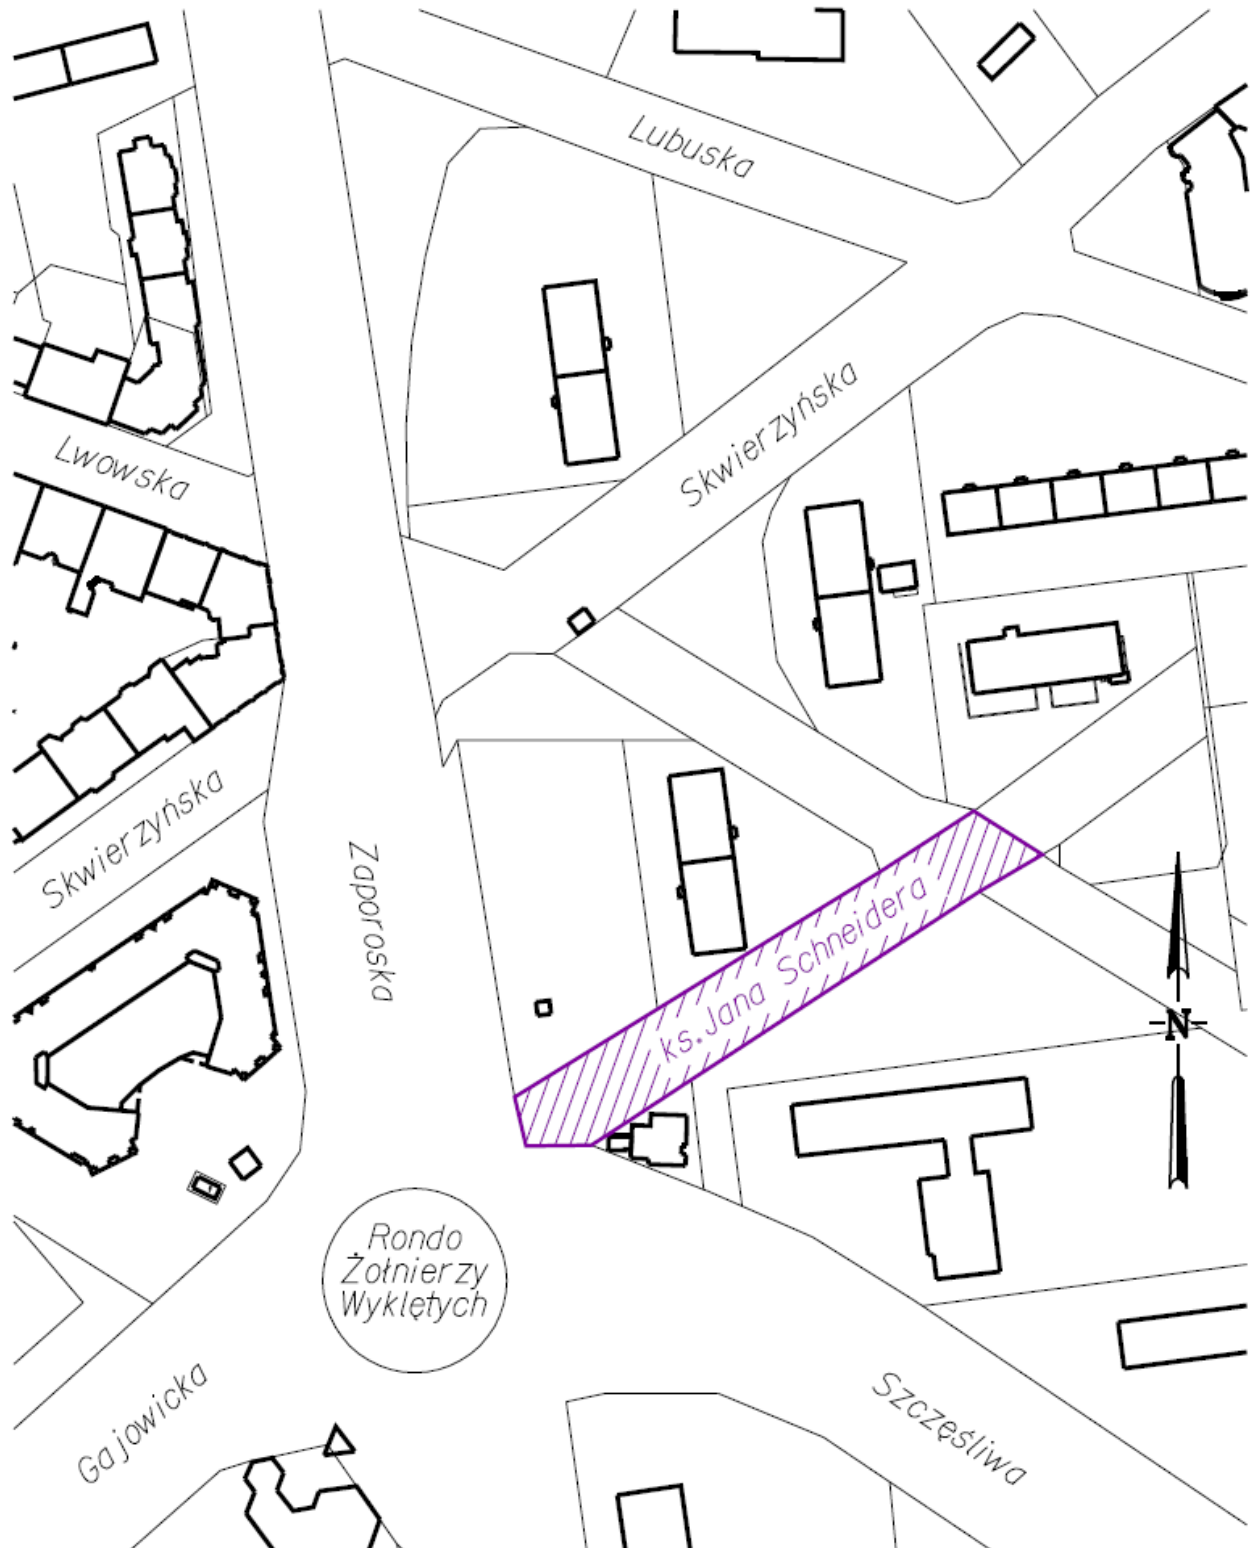 Lubuska
Skwierzyńska
Lwowska
Skwierzyńska
Zaporoska
ks.Jana Schneidera
N
Rondo
Żołnierzy
Wyklętych
Gajowicka
Szczęśliwa